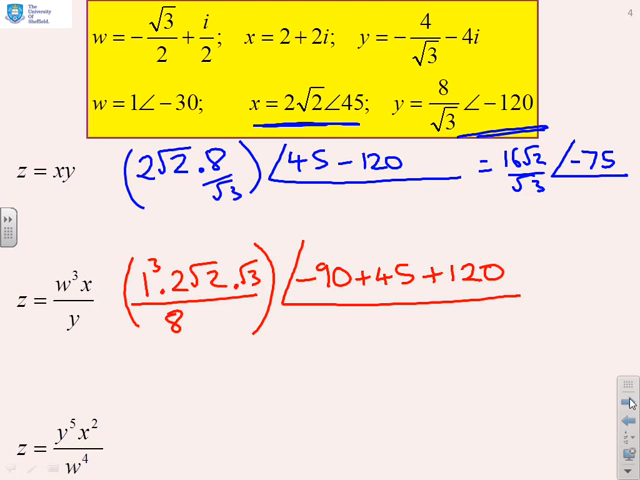 The University Of Sheffield.
4
w = -√3/2 + i/2; x = 2 + 2i; y = -4/√3 - 4i
w = 1∠-30; x = 2√2∠45; y = 8/√3 ∠-120
z = xy (2√2 . 8/√3) ∠45 - 120 = 16√2/√3 ∠-75
z = w³x/y (1³ . 2√2 . √3 / 8) ∠-90 + 45 + 120
z = y⁵x²/w⁴